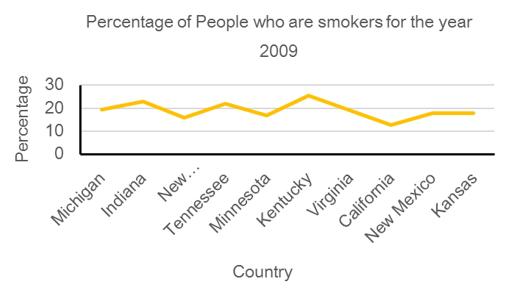 Percentage of People who are smokers for the year
2009
Percentage
30
20
10
0
Michigan
Indiana
New…
Tennessee
Minnesota
Kentucky
Virginia
California
New Mexico
Kansas
Country